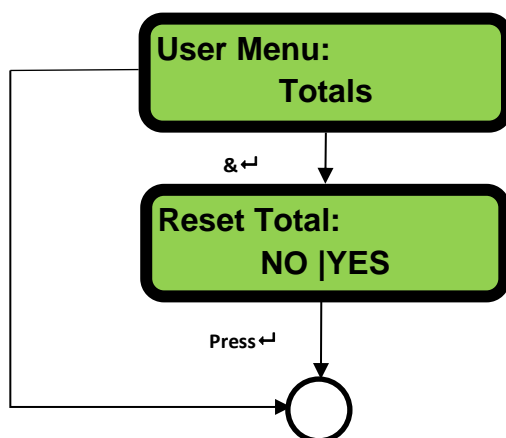 User Menu:
Totals
&↵
Reset Total:
NO |YES
Press↵